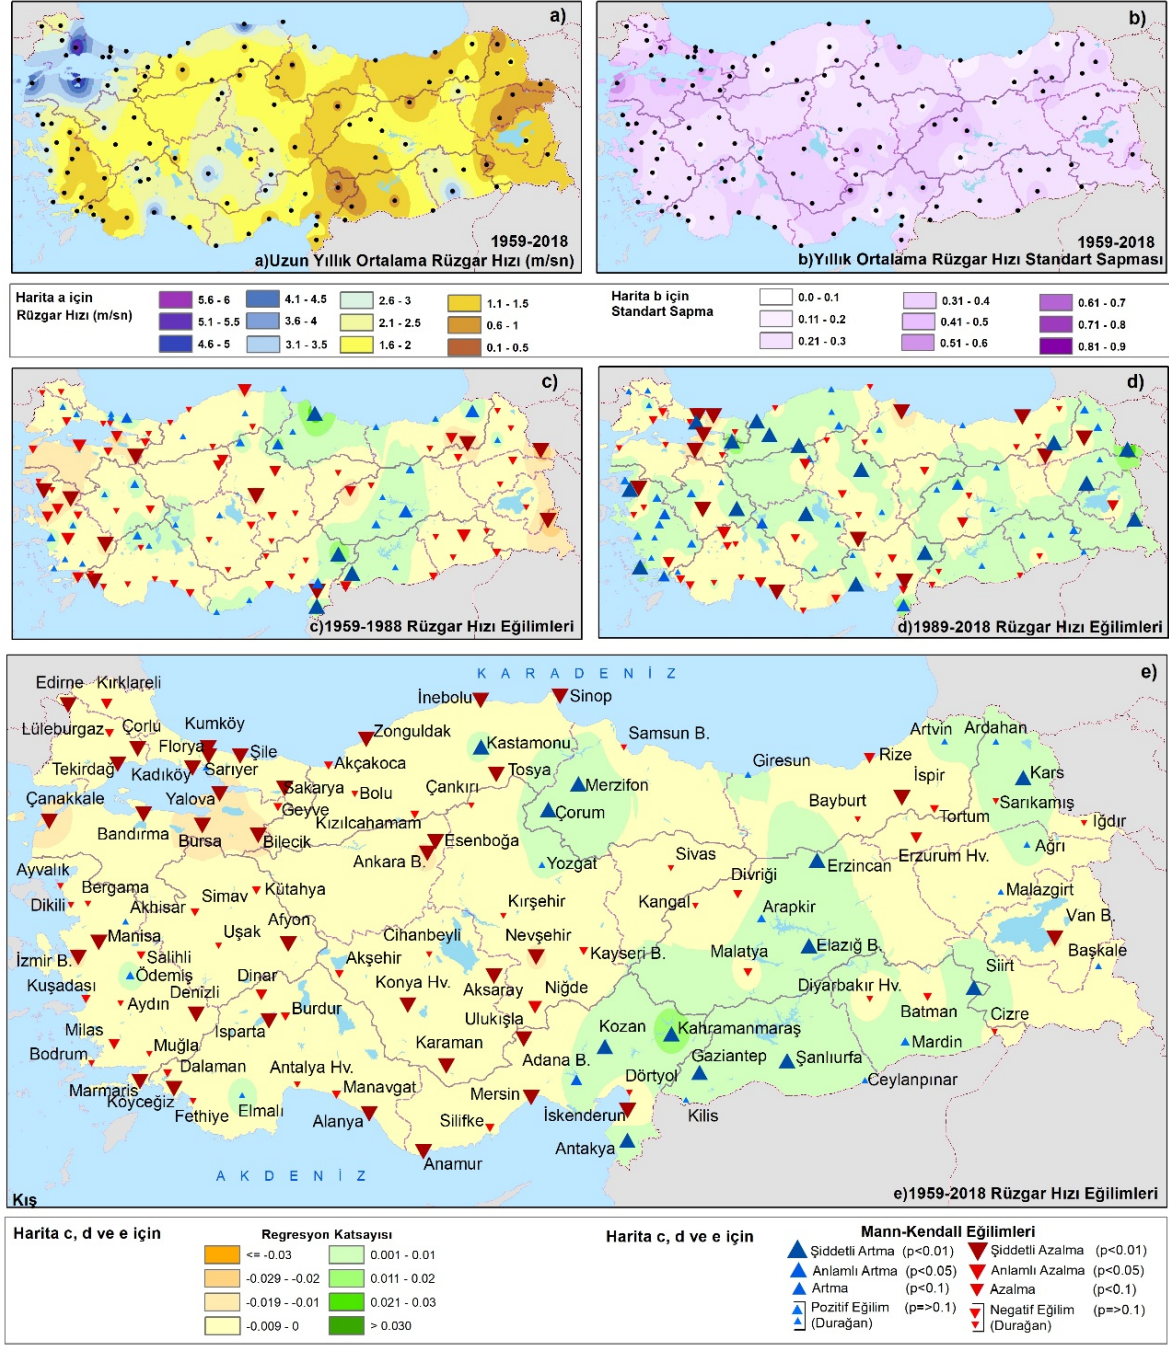 a)
1959-2018
a)Uzun Yıllık Ortalama Rüzgar Hızı (m/sn)
b)
1959-2018
b)Yıllık Ortalama Rüzgar Hızı Standart Sapması
Harita a için
Rüzgar Hızı (m/sn)
5.6 - 6
5.1 - 5.5
4.6 - 5
4.1 - 4.5
3.6 - 4
3.1 - 3.5
2.6 - 3
2.1 - 2.5
1.6 - 2
1.1 - 1.5
0.6 - 1
0.1 - 0.5
Harita b için
Standart Sapma
0.0 - 0.1
0.11 - 0.2
0.21 - 0.3
0.31 - 0.4
0.41 - 0.5
0.51 - 0.6
0.61 - 0.7
0.71 - 0.8
0.81 - 0.9
c)
c)1959-1988 Rüzgar Hızı Eğilimleri
d)
d)1989-2018 Rüzgar Hızı Eğilimleri
e)
KARADENİZ
Edirne
Kırklareli
Lüleburgaz
Çorlu
Kumköy
Florya
Şile
Tekirdağ
Kadıköy
Sarıyer
Çanakkale
Yalova
Sakarya
Geyve
Bandırma
Bursa
Bilecik
İnebolu
Sinop
Zonguldak
Kastamonu
Akçakoca
Tosya
Samsun B.
Bolu
Çankırı
Merzifon
Çorum
Kızılcahamam
Esenboğa
Ankara B.
Yozgat
Giresun
Rize
Artvin
Ardahan
İspir
Kars
Bayburt
Sarıkamış
Tortum
Iğdır
Erzurum Hv.
Ağrı
Erzincan
Sivas
Divriği
Kangal
Arapkir
Malazgirt
Van B.
Başkale
Ayvalık
Bergama
Dikili
Simav
Kütahya
Akhisar
Afyon
Uşak
Manisa
Salihli
İzmir B.
Ödemiş
Kuşadası
Aydın
Denizli
Dinar
Akşehir
Cihanbeyli
Kırşehir
Nevşehir
Kayseri B.
Konya Hv.
Aksaray
Niğde
Ulukışla
Malatya
Elazığ B.
Diyarbakır Hv.
Siirt
Batman
Cizre
Mardin
Isparta
Burdur
Milas
Muğla
Bodrum
Dalaman
Marmaris
Köyceğiz
Fethiye
Elmalı
Antalya Hv.
Manavgat
Alanya
Karaman
Kozan
Kahramanmaraş
Adana B.
Gaziantep
Şanlıurfa
Dörtyol
Ceylanpınar
Mersin
İskenderun
Kilis
Silifke
Antakya
Anamur
AKDENİZ
Kış
e)1959-2018 Rüzgar Hızı Eğilimleri
Harita c, d ve e için
Regresyon Katsayısı
<= -0.03
-0.029 - -0.02
-0.019 - -0.01
-0.009 - 0
0.001 - 0.01
0.011 - 0.02
0.021 - 0.03
> 0.030
Harita c, d ve e için
Mann-Kendall Eğilimleri
Şiddetli Artma (p<0.01)
Anlamlı Artma (p<0.05)
Artma (p<0.1)
Pozitif Eğilim (p=>0.1)
(Durağan)
Şiddetli Azalma (p<0.01)
Anlamlı Azalma (p<0.05)
Azalma (p<0.1)
Negatif Eğilim (p=>0.1)
(Durağan)